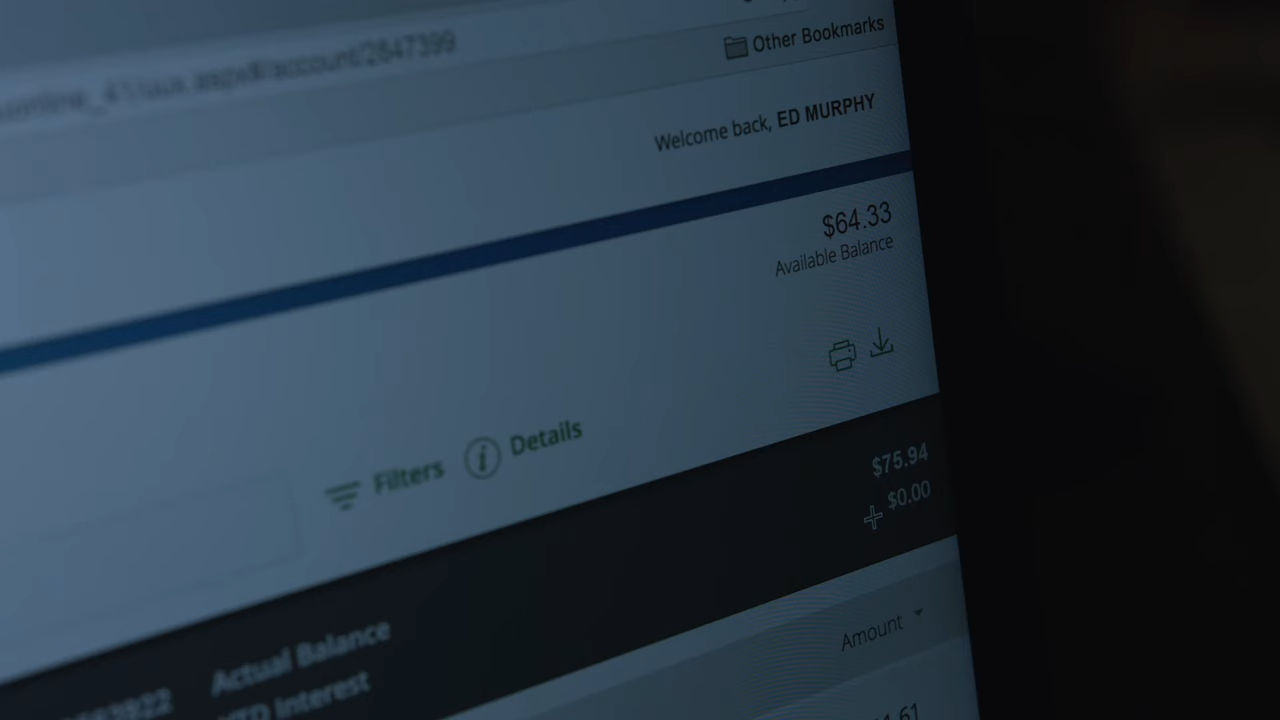 Other Bookmarks
Welcome back, ED MURPHY
$64.33
Available Balance
Filters
Details
$75.94
$0.00
Actual Balance
YTD Interest
Amount